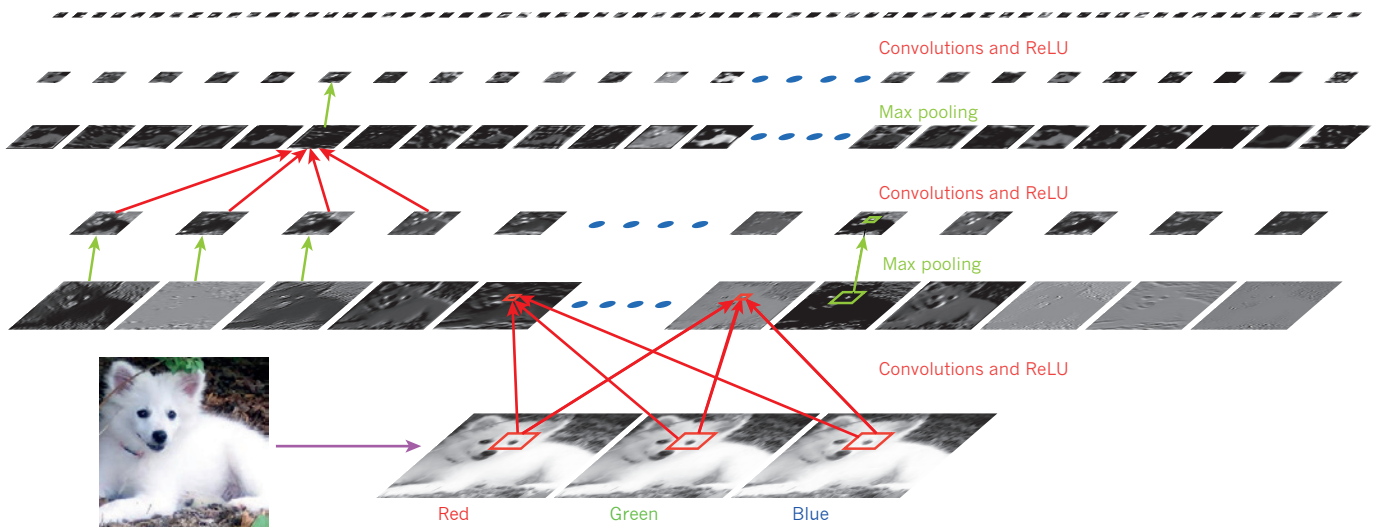 Convolutions and ReLU
Max pooling
Convolutions and ReLU
Max pooling
Convolutions and ReLU
Red
Green
Blue